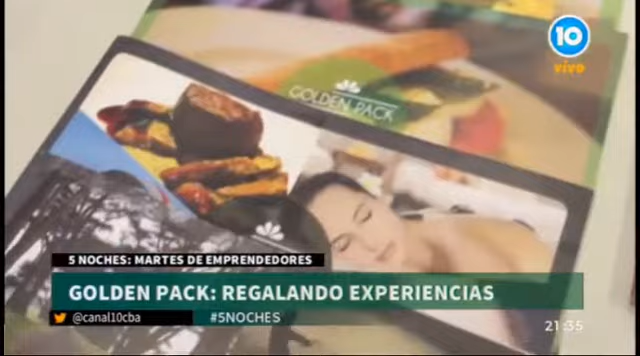 10
vivo
GOLDEN PACK
5 NOCHES: MARTES DE EMPRENDEDORES
GOLDEN PACK: REGALANDO EXPERIENCIAS
@canal10cba
#5NOCHES
21:35